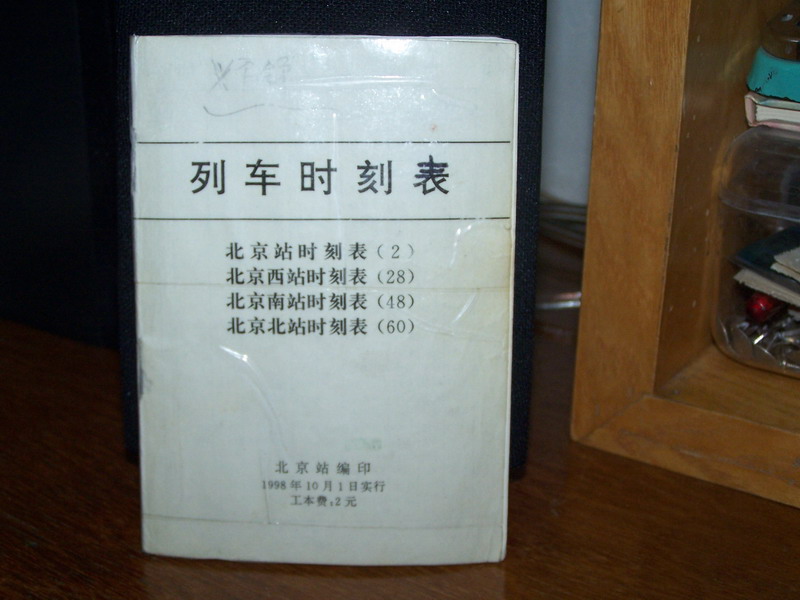 列车时刻表
北京站时刻表(2)
北京西站时刻表(28)
北京南站时刻表(48)
北京北站时刻表(60)
北京站编印
1998年10月1日实行
工本费:2元